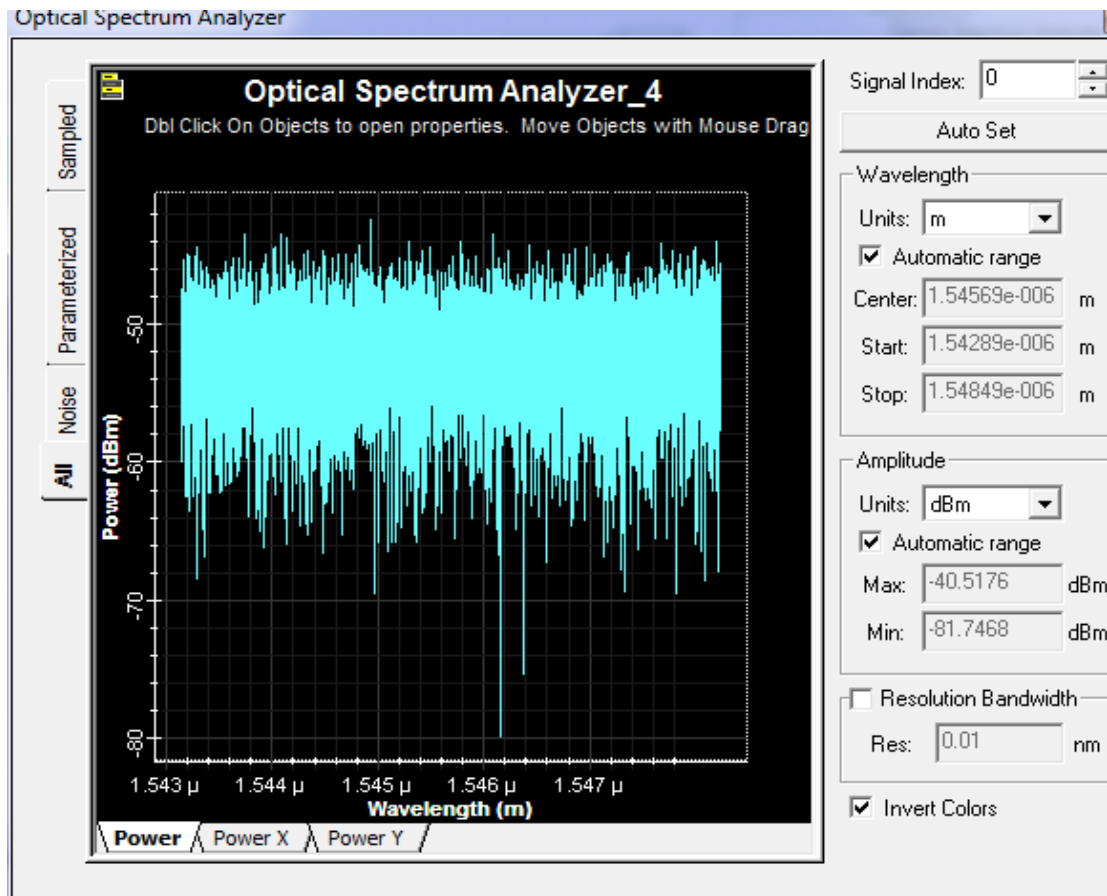 Optical Spectrum Analyzer
Sampled
Parameterized
Noise
All
Optical Spectrum Analyzer_4
Dbl Click On Objects to open properties. Move Objects with Mouse Drag
Power (dBm)
-50
-60
-70
-80
1.543 µ 1.544 µ 1.545 µ 1.546 µ 1.547 µ
Wavelength (m)
Power Power X Power Y
Signal Index: 0
Auto Set
Wavelength
Units: m
Automatic range
Center: 1.54569e-006 m
Start: 1.54289e-006 m
Stop: 1.54849e-006 m
Amplitude
Units: dBm
Automatic range
Max: -40.5176 dBm
Min: -81.7468 dBm
Resolution Bandwidth
Res: 0.01 nm
Invert Colors